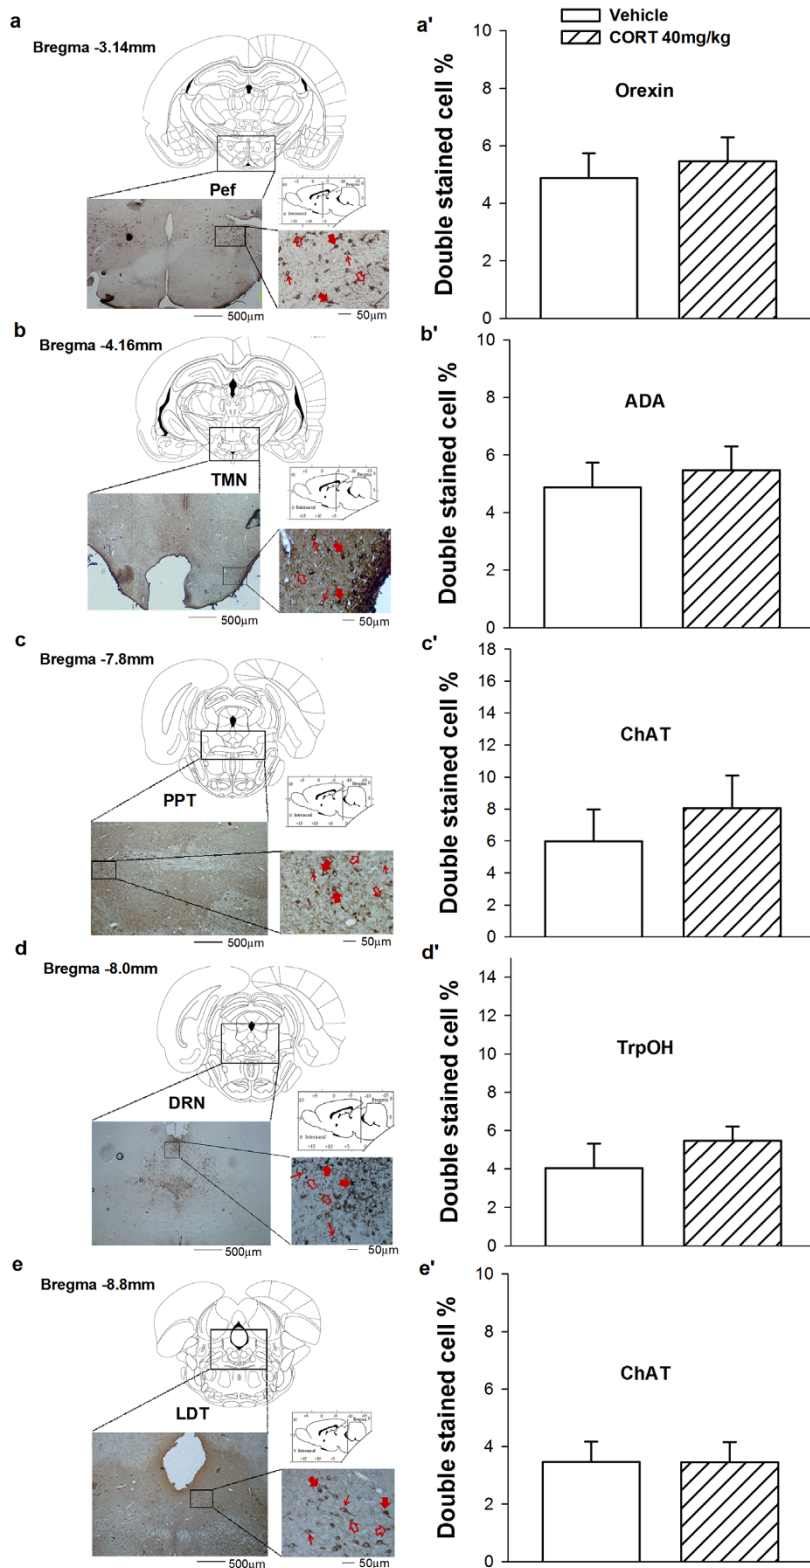 a
Bregma -3.14mm
Pef
500μm
50μm
a'
Vehicle
CORT 40mg/kg
Orexin
Double stained cell %
10
8
6
4
2
0
b
Bregma -4.16mm
TMN
500μm
50μm
b'
ADA
Double stained cell %
10
8
6
4
2
0
c
Bregma -7.8mm
PPT
500μm
50μm
c'
ChAT
Double stained cell %
18
16
14
12
10
8
6
4
2
0
d
Bregma -8.0mm
DRN
500μm
50μm
d'
TrpOH
Double stained cell %
14
12
10
8
6
4
2
0
e
Bregma -8.8mm
LDT
500μm
50μm
e'
ChAT
Double stained cell %
10
8
6
4
2
0